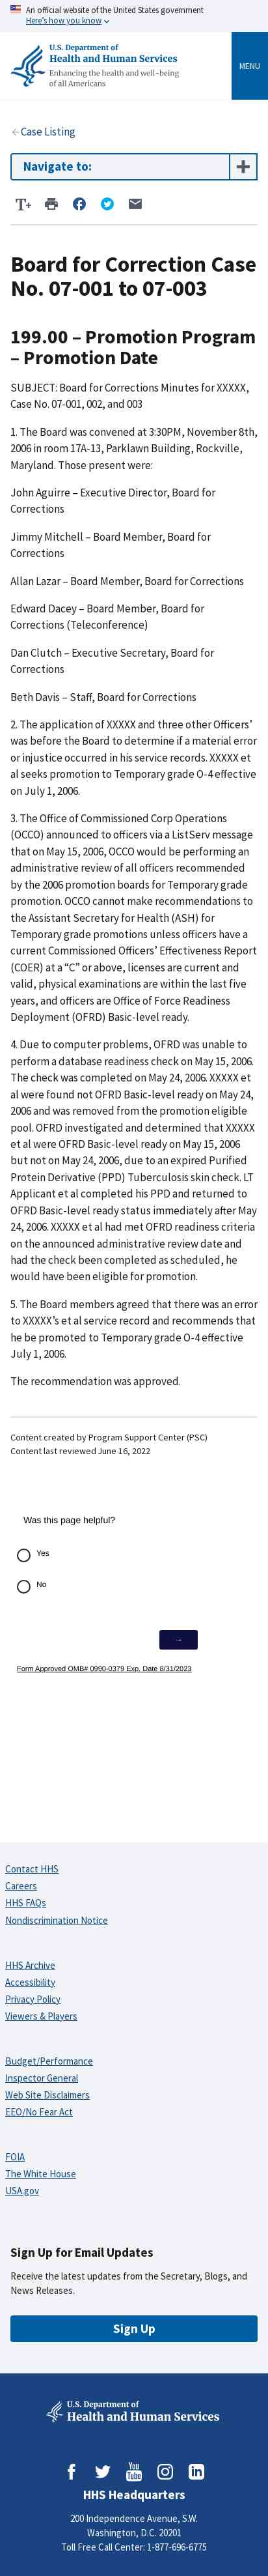 An official website of the United States government
Here's how you know
U.S. Department of
Health and Human Services
Enhancing the health and well-being
of all Americans
MENU
Case Listing
Navigate to:
T+
Board for Correction Case
No. 07-001 to 07-003
199.00 – Promotion Program
– Promotion Date
SUBJECT: Board for Corrections Minutes for XXXXX,
Case No. 07-001, 002, and 003
1. The Board was convened at 3:30PM, November 8th,
2006 in room 17A-13, Parklawn Building, Rockville,
Maryland. Those present were:
John Aguirre – Executive Director, Board for
Corrections
Jimmy Mitchell – Board Member, Board for
Corrections
Allan Lazar – Board Member, Board for Corrections
Edward Dacey – Board Member, Board for
Corrections (Teleconference)
Dan Clutch – Executive Secretary, Board for
Corrections
Beth Davis – Staff, Board for Corrections
2. The application of XXXXX and three other Officers'
was before the Board to determine if a material error
or injustice occurred in his service records. XXXXX et
al seeks promotion to Temporary grade O-4 effective
on July 1, 2006.
3. The Office of Commissioned Corp Operations
(OCCO) announced to officers via a ListServ message
that on May 15, 2006, OCCO would be performing an
administrative review of all officers recommended
by the 2006 promotion boards for Temporary grade
promotion. OCCO cannot make recommendations to
the Assistant Secretary for Health (ASH) for
Temporary grade promotions unless officers have a
current Commissioned Officers' Effectiveness Report
(COER) at a "C" or above, licenses are current and
valid, physical examinations are within the last five
years, and officers are Office of Force Readiness
Deployment (OFRD) Basic-level ready.
4. Due to computer problems, OFRD was unable to
perform a database readiness check on May 15, 2006.
The check was completed on May 24, 2006. XXXXX et
al were found not OFRD Basic-level ready on May 24,
2006 and was removed from the promotion eligible
pool. OFRD investigated and determined that XXXXX
et al were OFRD Basic-level ready on May 15, 2006
but not on May 24, 2006, due to an expired Purified
Protein Derivative (PPD) Tuberculosis skin check. LT
Applicant et al completed his PPD and returned to
OFRD Basic-level ready status immediately after May
24, 2006. XXXXX et al had met OFRD readiness criteria
on the announced administrative review date and
had the check been completed as scheduled, he
would have been eligible for promotion.
5. The Board members agreed that there was an error
in XXXXX's et al service record and recommends that
he be promoted to Temporary grade O-4 effective
July 1, 2006.
The recommendation was approved.
Content created by Program Support Center (PSC)
Content last reviewed June 16, 2022
Was this page helpful?
Yes
No
→
Form Approved OMB# 0990-0379 Exp. Date 8/31/2023
Contact HHS
Careers
HHS FAQs
Nondiscrimination Notice
HHS Archive
Accessibility
Privacy Policy
Viewers & Players
Budget/Performance
Inspector General
Web Site Disclaimers
EEO/No Fear Act
FOIA
The White House
USA.gov
Sign Up for Email Updates
Receive the latest updates from the Secretary, Blogs, and
News Releases.
Sign Up
U.S. Department of
Health and Human Services
You
Tube
HHS Headquarters
200 Independence Avenue, S.W.
Washington, D.C. 20201
Toll Free Call Center: 1-877-696-6775